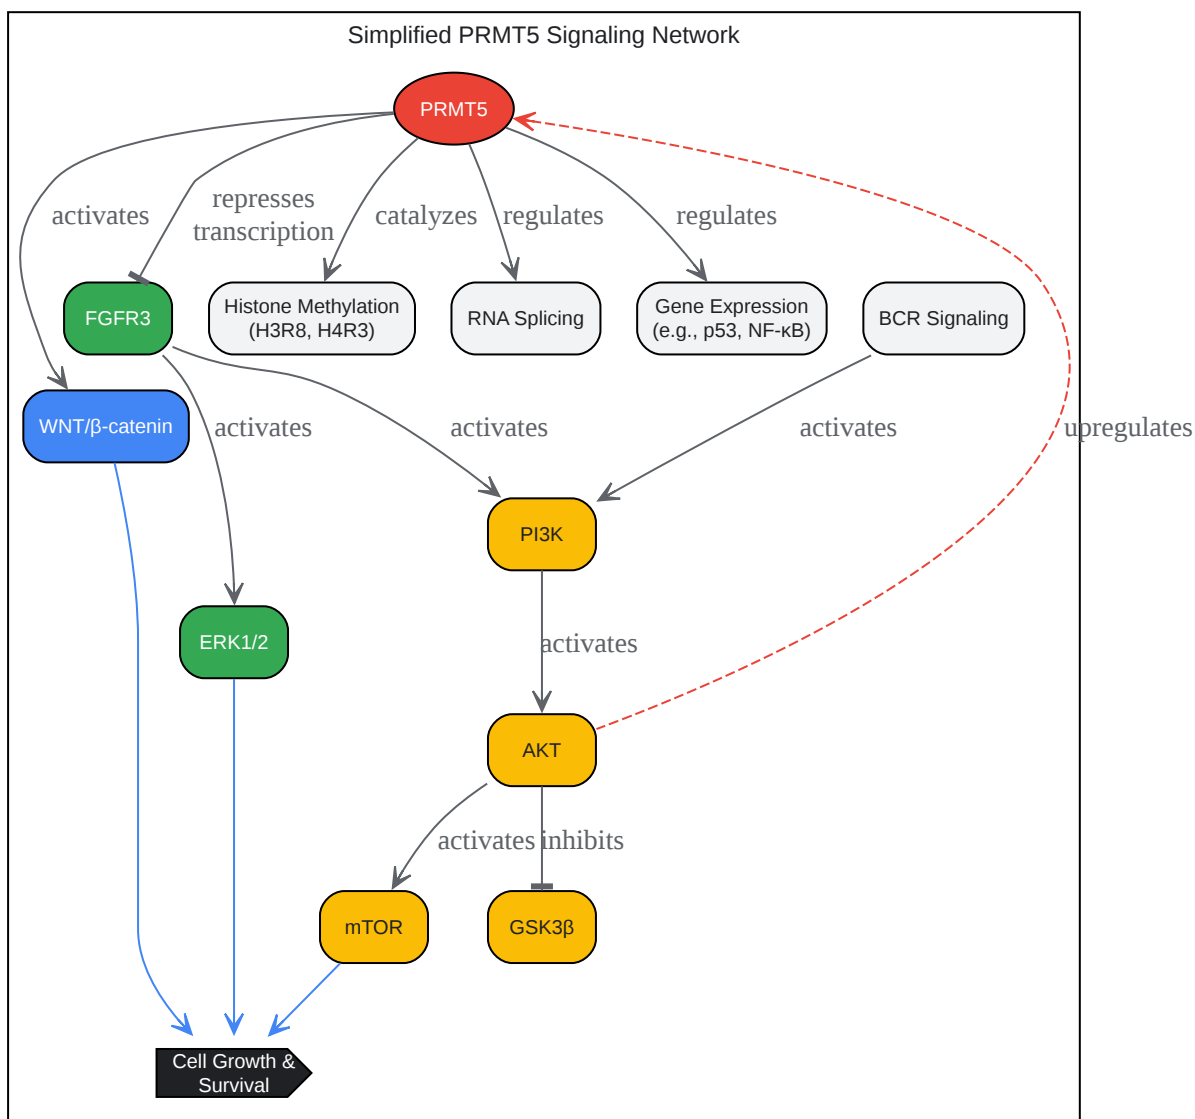 Simplified PRMT5 Signaling Network
PRMT5
activates
represses
transcription
catalyzes
regulates
regulates
FGFR3
Histone Methylation
(H3R8, H4R3)
RNA Splicing
Gene Expression
(e.g., p53, NF-κB)
BCR Signaling
WNT/β-catenin
activates
activates
activates
upregulates
PI3K
ERK1/2
activates
AKT
activates
inhibits
mTOR
GSK3β
Cell Growth &
Survival